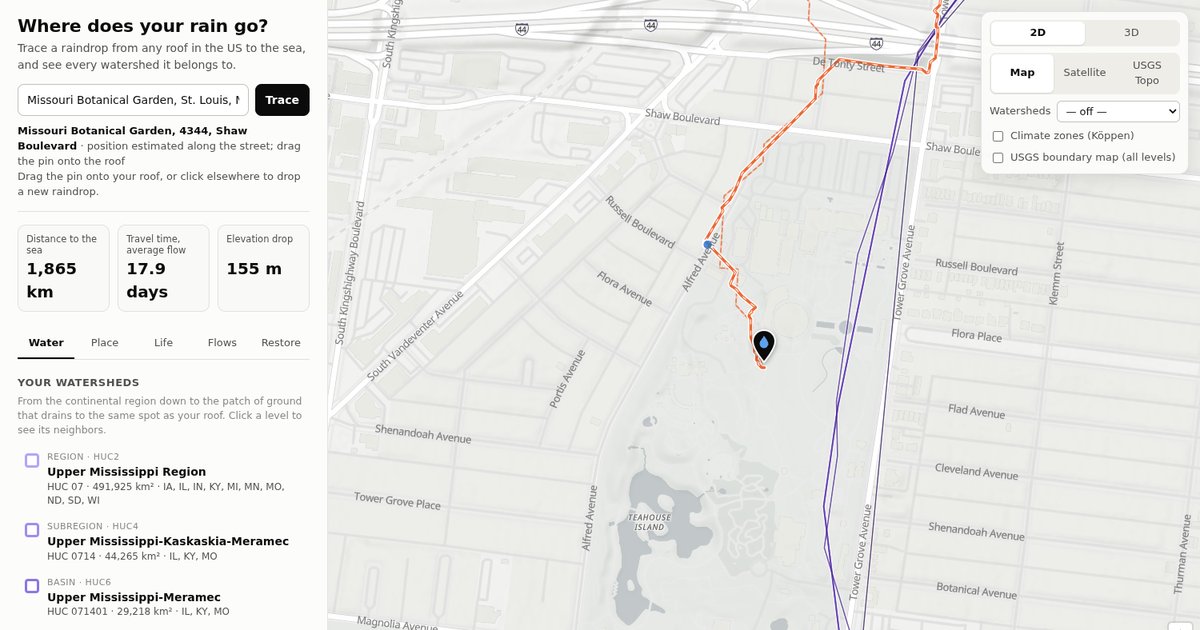 Where does your rain go?
Trace a raindrop from any roof in the US to the sea,
and see every watershed it belongs to.
Missouri Botanical Garden, St. Louis, M
Trace
Missouri Botanical Garden, 4344, Shaw
Boulevard · position estimated along the street; drag
the pin onto the roof
Drag the pin onto your roof, or click elsewhere to drop
a new raindrop.
Distance to the
sea
1,865
km
Travel time,
average flow
17.9
days
Elevation drop
155 m
Water
Place
Life
Flows
Restore
YOUR WATERSHEDS
From the continental region down to the patch of ground
that drains to the same spot as your roof. Click a level to
see its neighbors.
REGION · HUC2
Upper Mississippi Region
HUC 07 · 491,925 km² · IA, IL, IN, KY, MI, MN, MO,
ND, SD, WI
SUBREGION · HUC4
Upper Mississippi-Kaskaskia-Meramec
HUC 0714 · 44,265 km² · IL, KY, MO
BASIN · HUC6
Upper Mississippi-Meramec
HUC 071401 · 29,218 km² · IL, KY, MO
South Kingshig
44
44
44
De Tonty Street
Shaw Boulevard
Shaw Boule
Russell Boulevard
Flora Avenue
Alfred Avenue
South Kingshighway Boulevard
South Vandeventer Avenue
Portis Avenue
Shenandoah Avenue
Tower Grove Place
Alfred Avenue
TEAHOUSE
ISLAND
Magnolia Avenue
Tower Grove Avenue
Tower Grove Avenue
Russell Boulevard
Klemm Street
Flora Place
Flad Avenue
Cleveland Avenue
Shenandoah Avenue
Botanical Avenue
Thurman Avenue
2D
3D
Map
Satellite
USGS
Topo
Watersheds
— off —
Climate zones (Köppen)
USGS boundary map (all levels)